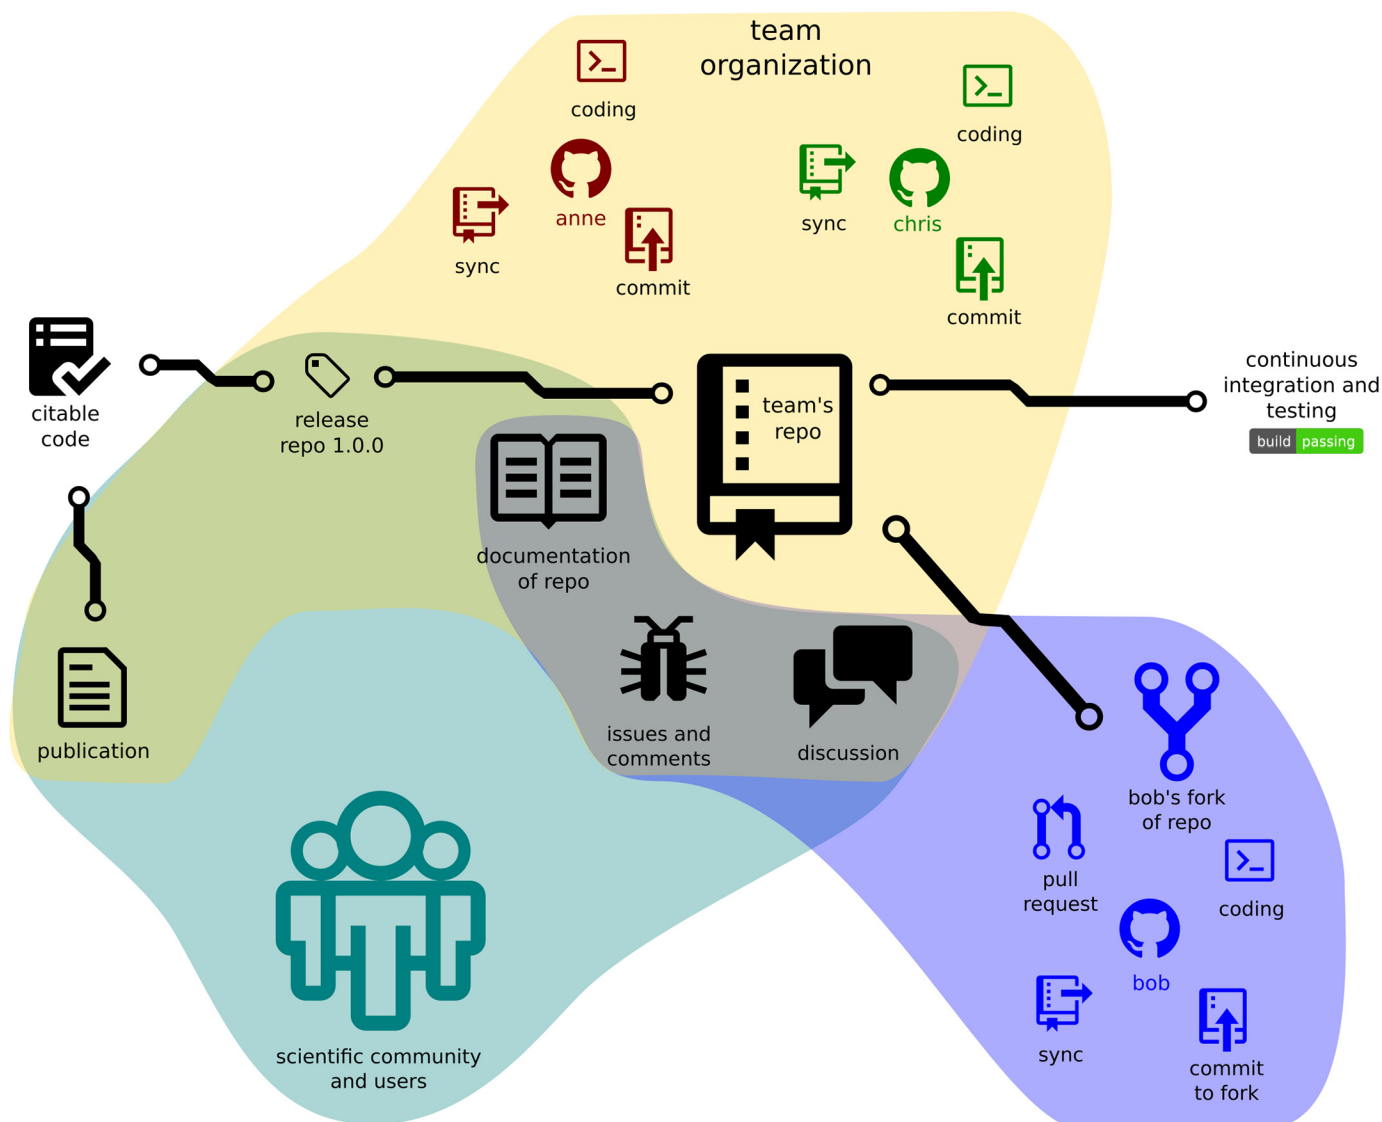 team
organization
coding
coding
anne
sync
commit
sync
chris
commit
citable
code
release
repo 1.0.0
team's
repo
continuous
integration and
testing
build passing
documentation
of repo
publication
issues and
comments
discussion
bob's fork
of repo
pull
request
coding
bob
sync
commit
to fork
scientific community
and users